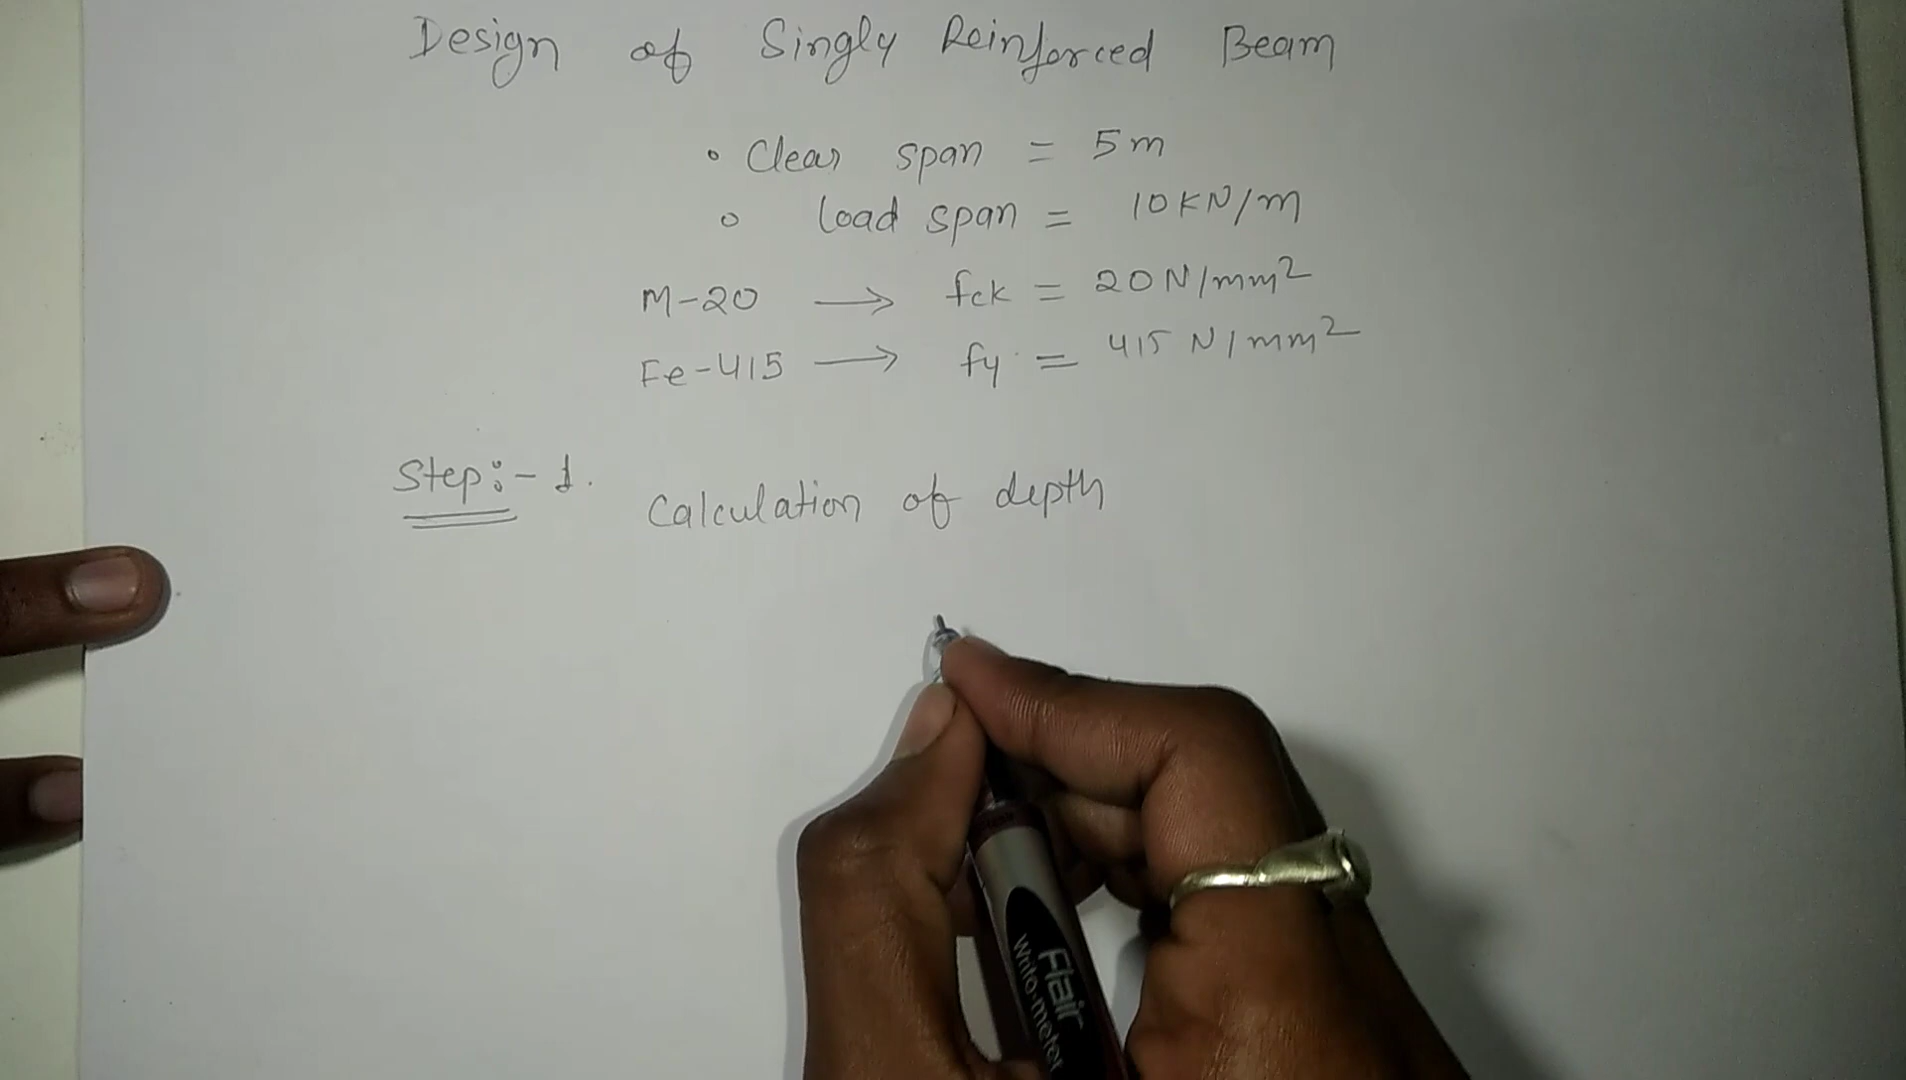 Design of Singly Reinforced Beam
• Clear span = 5m
○ load span = 10KN/m
M-20 → fck = 20N/mm²
Fe-415 → fy = 415 N/mm²
Step:- 1. Calculation of depth
Flair
Writo-meter